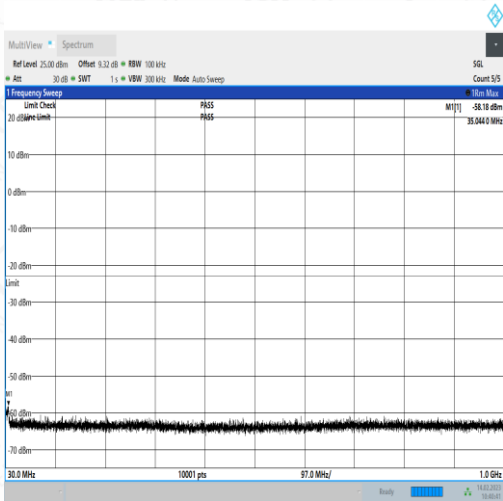 MultiView Spectrum
Ref Level 25.00 dBm Offset 9.32 dB RBW 100 kHz SGL
Att 30 dB SWT 1 s VBW 300 kHz Mode Auto Sweep Count 5/5
1 Frequency Sweep 1Rm Max
Limit Check PASS M1[1] -58.18 dBm
20 dBm Line Limit PASS 35.0440 MHz
10 dBm
0 dBm
-10 dBm
-20 dBm
Limit
-30 dBm
-40 dBm
-50 dBm
M1
-60 dBm
-70 dBm
30.0 MHz 10001 pts 97.0 MHz/ 1.0 GHz
Ready 14.02.2023